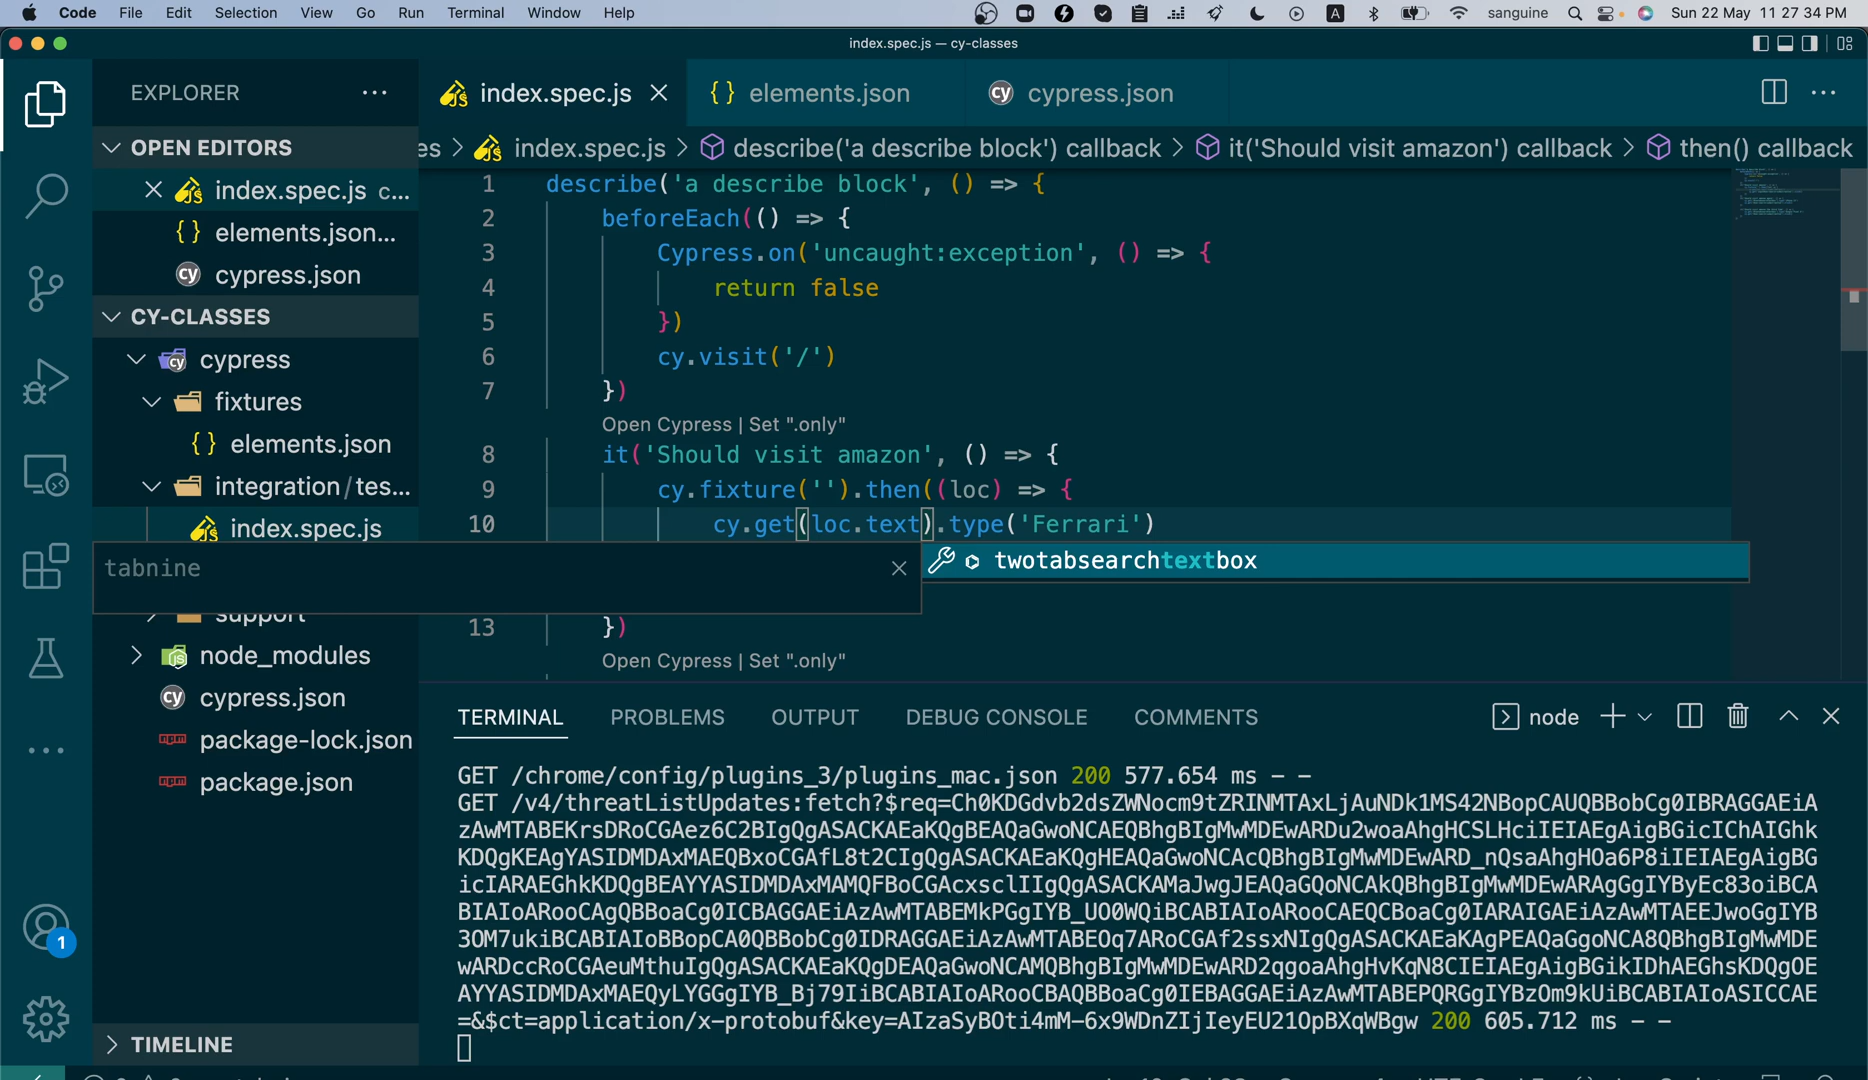 Code File Edit Selection View Go Run Terminal Window Help A sanguine Sun 22 May 11 27 34 PM
index.spec.js — cy-classes
EXPLORER
index.spec.js
elements.json
cypress.json
OPEN EDITORS
es > index.spec.js > describe('a describe block') callback > it('Should visit amazon') callback > then() callback
index.spec.js c...
elements.json...
cypress.json
CY-CLASSES
cypress
fixtures
elements.json
integration/tes...
index.spec.js
support
node_modules
cypress.json
package-lock.json
package.json
TIMELINE
1 describe('a describe block', () => {
2 beforeEach(() => {
3 Cypress.on('uncaught:exception', () => {
4 return false
5 })
6 cy.visit('/')
7 })
Open Cypress | Set ".only"
8 it('Should visit amazon', () => {
9 cy.fixture('').then((loc) => {
10 cy.get(loc.text).type('Ferrari')
tabnine
twotabsearchtextbox
13 })
Open Cypress | Set ".only"
TERMINAL PROBLEMS OUTPUT DEBUG CONSOLE COMMENTS node
GET /chrome/config/plugins_3/plugins_mac.json 200 577.654 ms - -
GET /v4/threatListUpdates:fetch?$req=Ch0KDGdvb2dsZWNocm9tZRINMTAxLjAuNDk1MS42NBopCAUQBBobCg0IBRAGGAEiA
zAwMTABEKrsDRoCGAez6C2BIgQgASACKAEaKQgBEAQaGwoNCAEQBhgBIgMwMDEwARDu2woaAhgHCSLHciIEIAEgAigBGicIChAIGhk
KDQgKEAgYASIDMDAxMAEQBxoCGAfL8t2CIgQgASACKAEaKQgHEAQaGwoNCAcQBhgBIgMwMDEwARD_nQsaAhgHOa6P8iIEIAEgAigBG
icIARAEGhkKDQgBEAYYASIDMDAxMAMQFBoCGAcxsclIIgQgASACKAMaJwgJEAQaGQoNCAkQBhgBIgMwMDEwARAgGgIYByEc83oiBCA
BIAIoARooCAgQBBoaCg0ICBAGGAEiAzAwMTABEMkPGgIYB_UO0WQiBCABIAIoARooCAEQCBoaCg0IARAIGAEiAzAwMTAEEJwoGgIYB
3OM7ukiBCABIAIoBBopCA0QBBobCg0IDRAGGAEiAzAwMTABEOq7ARoCGAf2ssxNIgQgASACKAEaKAgPEAQaGgoNCA8QBhgBIgMwMDE
wARDccRoCGAeuMthuIgQgASACKAEaKQgDEAQaGwoNCAMQBhgBIgMwMDEwARD2qgoaAhgHvKqN8CIEIAEgAigBGikIDhAEGhsKDQgOE
AYYASIDMDAxMAEQyLYGGgIYB_Bj79IiBCABIAIoARooCBAQBBoaCg0IEBAGGAEiAzAwMTABEPQRGgIYBzOm9kUiBCABIAIoASICCAE
=&$ct=application/x-protobuf&key=AIzaSyBOti4mM-6x9WDnZIjIeyEU21OpBXqWBgw 200 605.712 ms - -
1